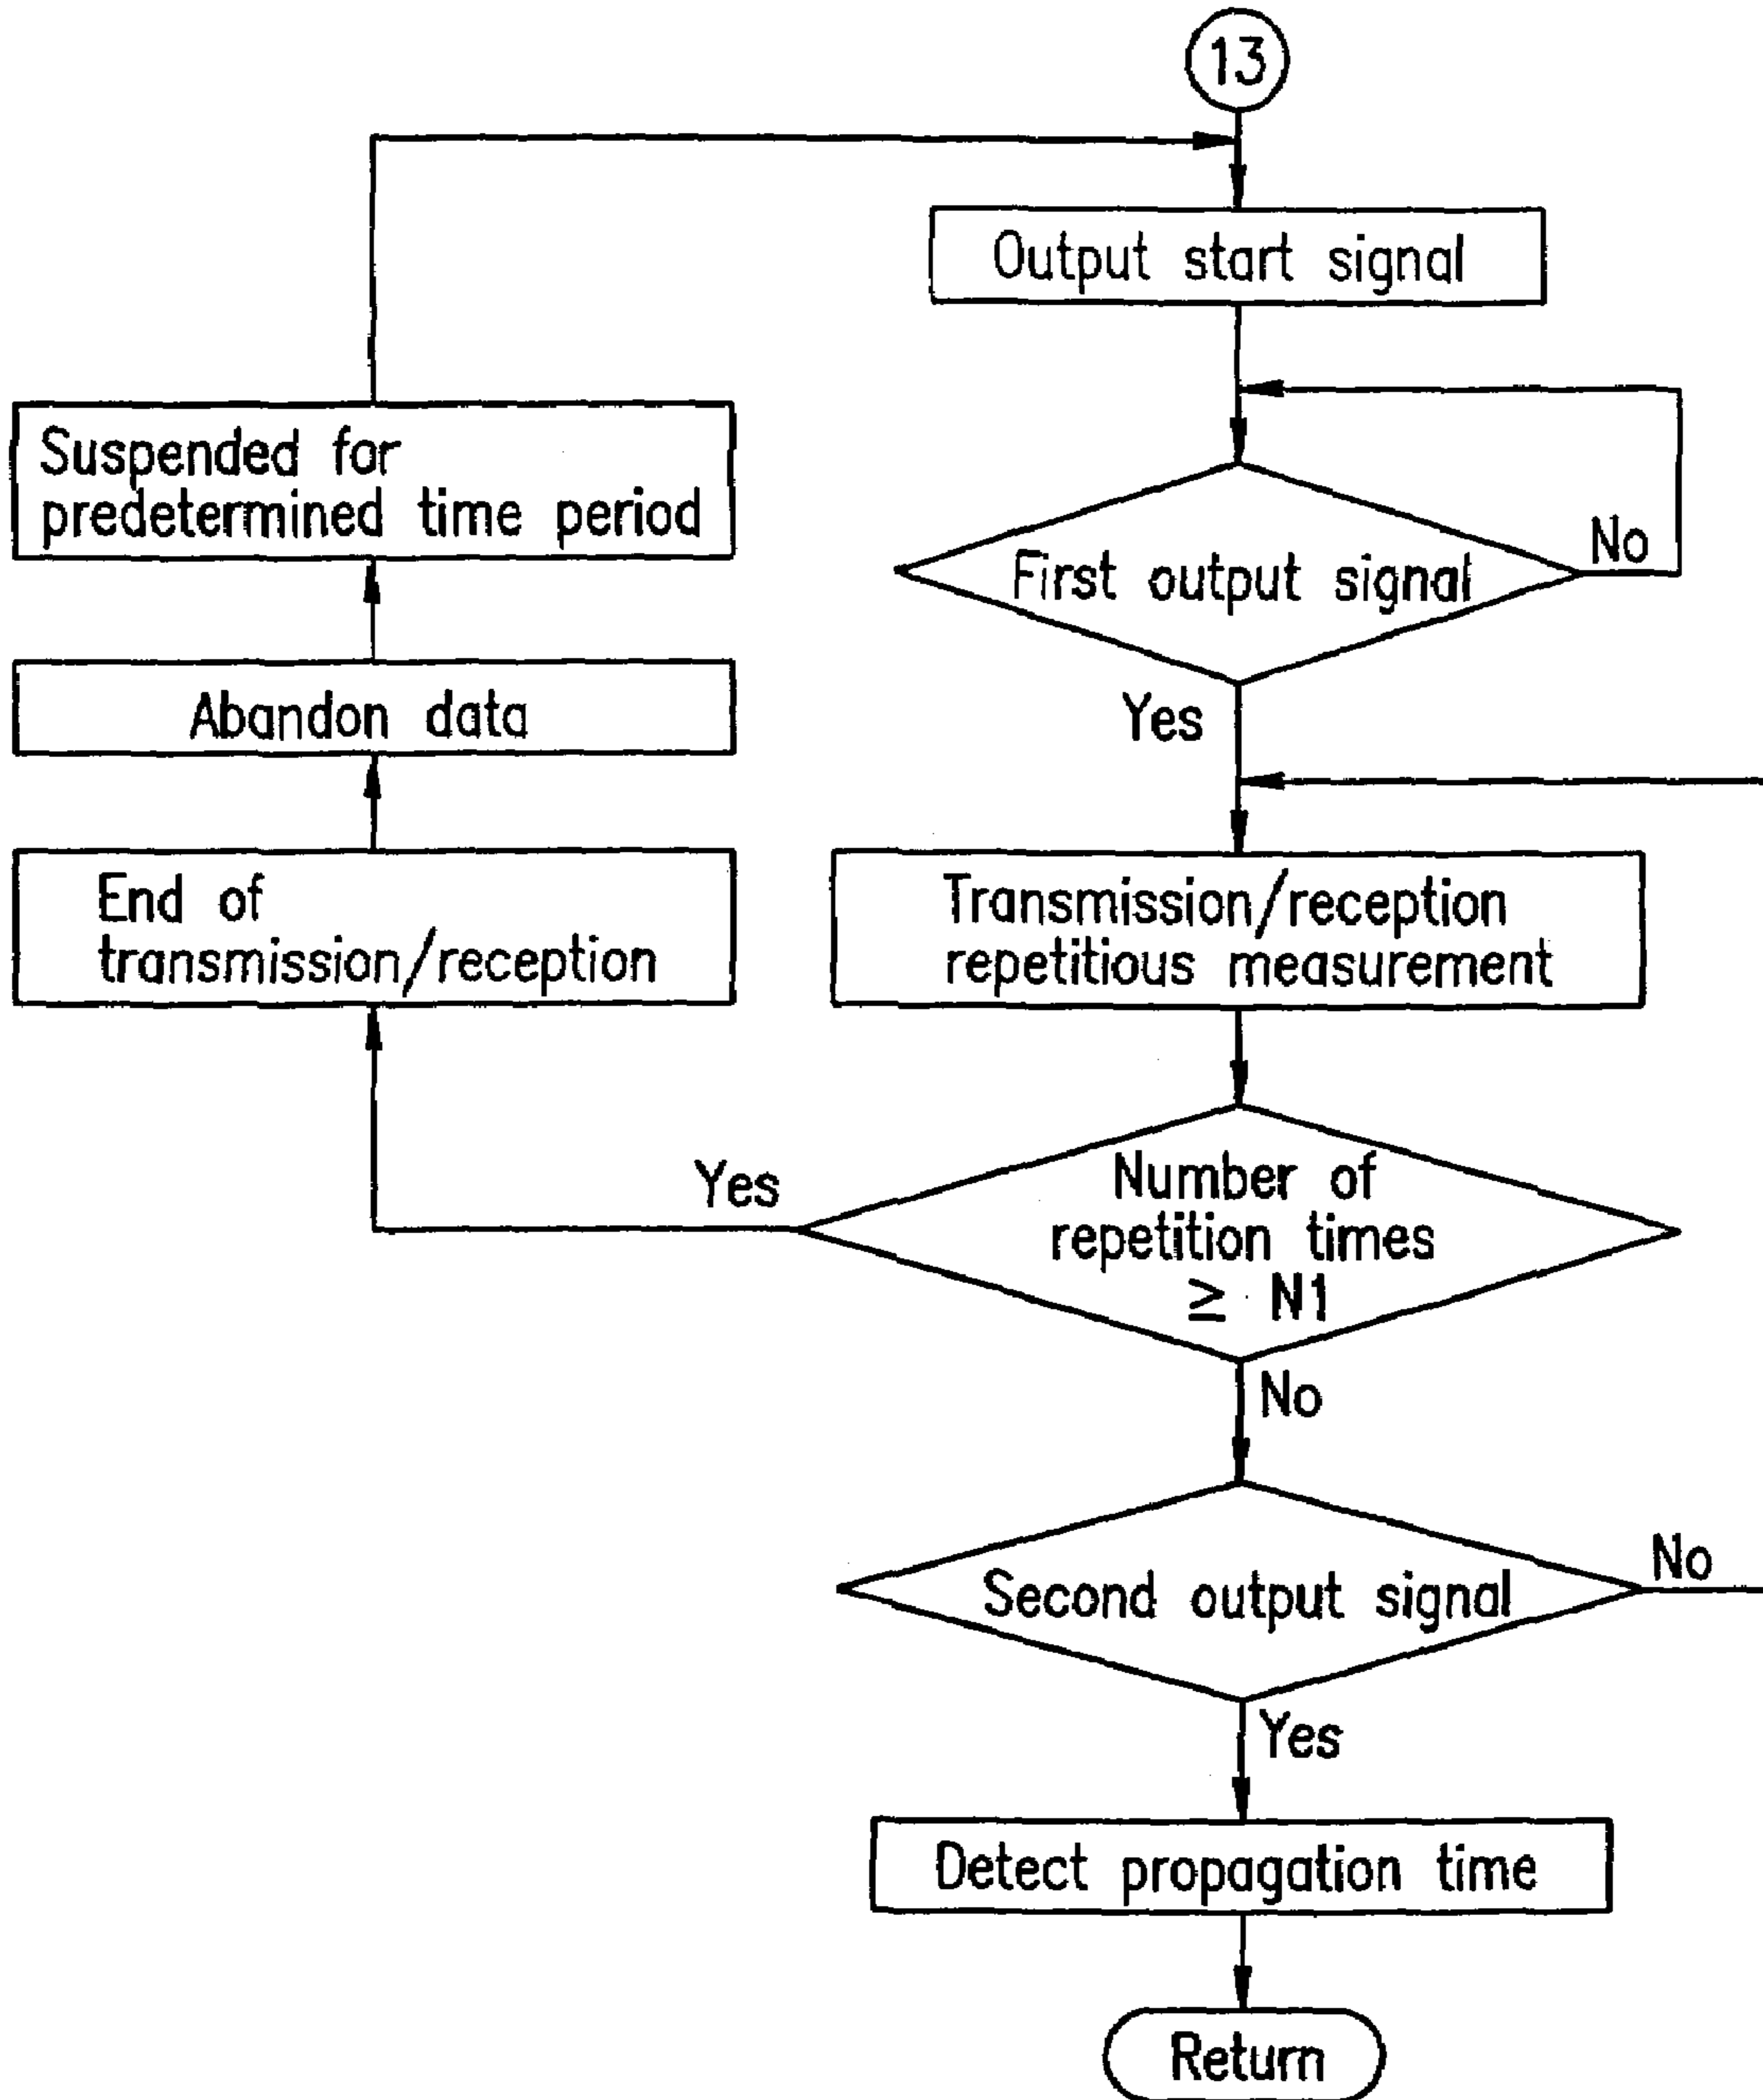 13
Output start signal
Suspended for
predetermined time period
First output signal
No
Abandon data
Yes
End of
transmission/reception
Transmission/reception
repetitious measurement
Yes
Number of
repetition times
≥ N1
No
Second output signal
No
Yes
Detect propagation time
Return